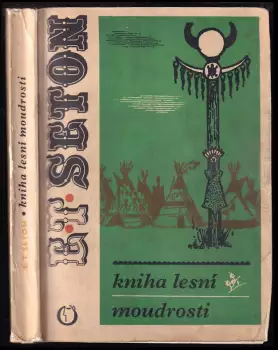 E.T. SETON • kniha lesní moudrosti
E.T. SETON
kniha lesní
moudrosti